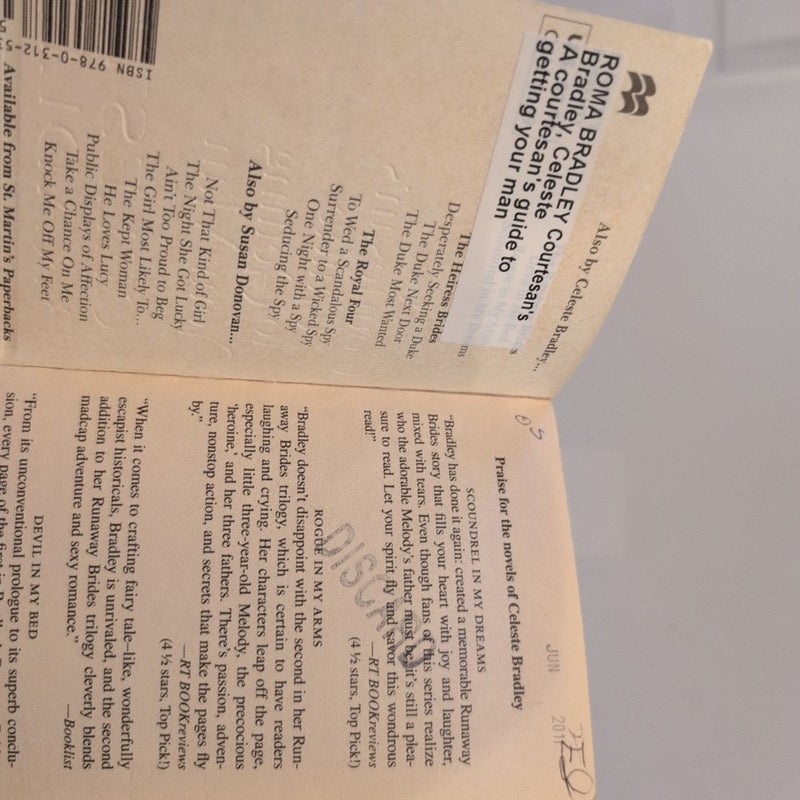 ROMA BRADLEY Courtesan's
Bradley, Celeste
(A courtesan's guide to
getting your man
Also by Celeste Bradley...
The Heiress Brides
Desperately Seeking a Duke
The Duke Next Door
The Duke Most Wanted
The Royal Four
To Wed a Scandalous Spy
Surrender to a Wicked Spy
One Night with a Spy
Seducing the Spy
Also by Susan Donovan...
Not That Kind of Girl
The Night She Got Lucky
Ain't Too Proud to Beg
The Girl Most Likely To...
The Kept Woman
He Loves Lucy
Public Displays of Affection
Take a Chance On Me
Knock Me Off My Feet
Available from St. Martin's Paperbacks
ISBN 978-0-312-5
JUN
Praise for the novels of Celeste Bradley
SCOUNDREL IN MY DREAMS
"Bradley has done it again: created a memorable Runaway
Brides story that fills your heart with joy and laughter,
mixed with tears. Even though fans of this series realize
who the adorable Melody's father must be, it's still a plea-
sure to read. Let your spirit fly and savor this wondrous
read!"
—RT BOOKreviews
(4 ½ stars, Top Pick!)
DISCARD
ROGUE IN MY ARMS
"Bradley doesn't disappoint with the second in her Run-
away Brides trilogy, which is certain to have readers
laughing and crying. Her characters leap off the page,
especially little three-year-old Melody, the precocious
'heroine,' and her three fathers. There's passion, adven-
ture, nonstop action, and secrets that make the pages fly
by."
—RT BOOKreviews
(4 ½ stars, Top Pick!)
"When it comes to crafting fairy tale–like, wonderfully
escapist historicals, Bradley is unrivaled, and the second
addition to her Runaway Brides trilogy cleverly blends
madcap adventure and sexy romance."
—Booklist
DEVIL IN MY BED
"From its unconventional prologue to its superb conclu-
sion, every page of the first in